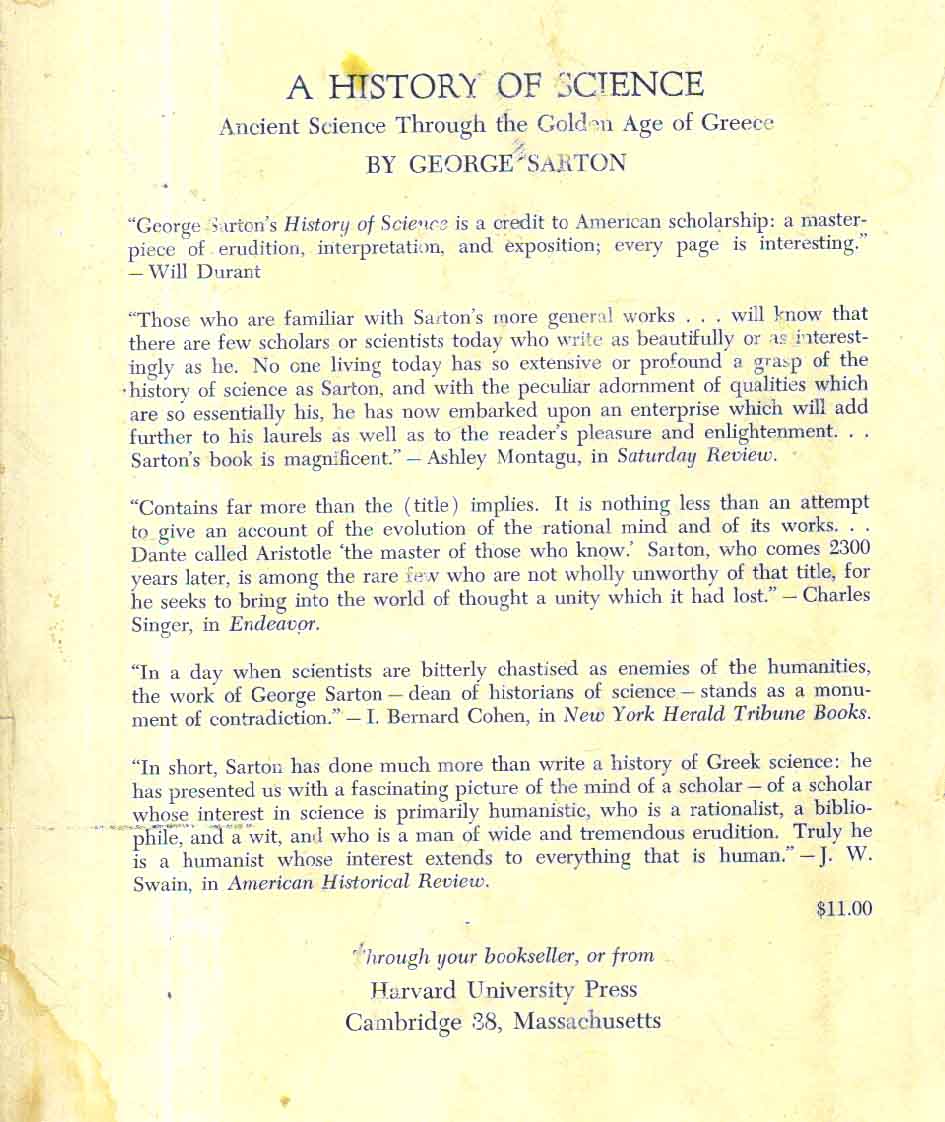 A HISTORY OF SCIENCE
Ancient Science Through the Golden Age of Greece
BY GEORGE SARTON
“George Sarton’s History of Science is a credit to American scholarship: a master-
piece of erudition, interpretation, and exposition; every page is interesting.”
— Will Durant
“Those who are familiar with Sarton’s more general works . . . will know that
there are few scholars or scientists today who write as beautifully or as interest-
ingly as he. No one living today has so extensive or profound a grasp of the
history of science as Sarton, and with the peculiar adornment of qualities which
are so essentially his, he has now embarked upon an enterprise which will add
further to his laurels as well as to the reader’s pleasure and enlightenment. . .
Sarton’s book is magnificent.” — Ashley Montagu, in Saturday Review.
“Contains far more than the (title) implies. It is nothing less than an attempt
to give an account of the evolution of the rational mind and of its works. . .
Dante called Aristotle ‘the master of those who know.’ Sarton, who comes 2300
years later, is among the rare few who are not wholly unworthy of that title, for
he seeks to bring into the world of thought a unity which it had lost.” — Charles
Singer, in Endeavor.
“In a day when scientists are bitterly chastised as enemies of the humanities,
the work of George Sarton — dean of historians of science — stands as a monu-
ment of contradiction.” — I. Bernard Cohen, in New York Herald Tribune Books.
“In short, Sarton has done much more than write a history of Greek science: he
has presented us with a fascinating picture of the mind of a scholar — of a scholar
whose interest in science is primarily humanistic, who is a rationalist, a biblio-
phile, and a wit, and who is a man of wide and tremendous erudition. Truly he
is a humanist whose interest extends to everything that is human.” — J. W.
Swain, in American Historical Review.
$11.00
Through your bookseller, or from
Harvard University Press
Cambridge 38, Massachusetts